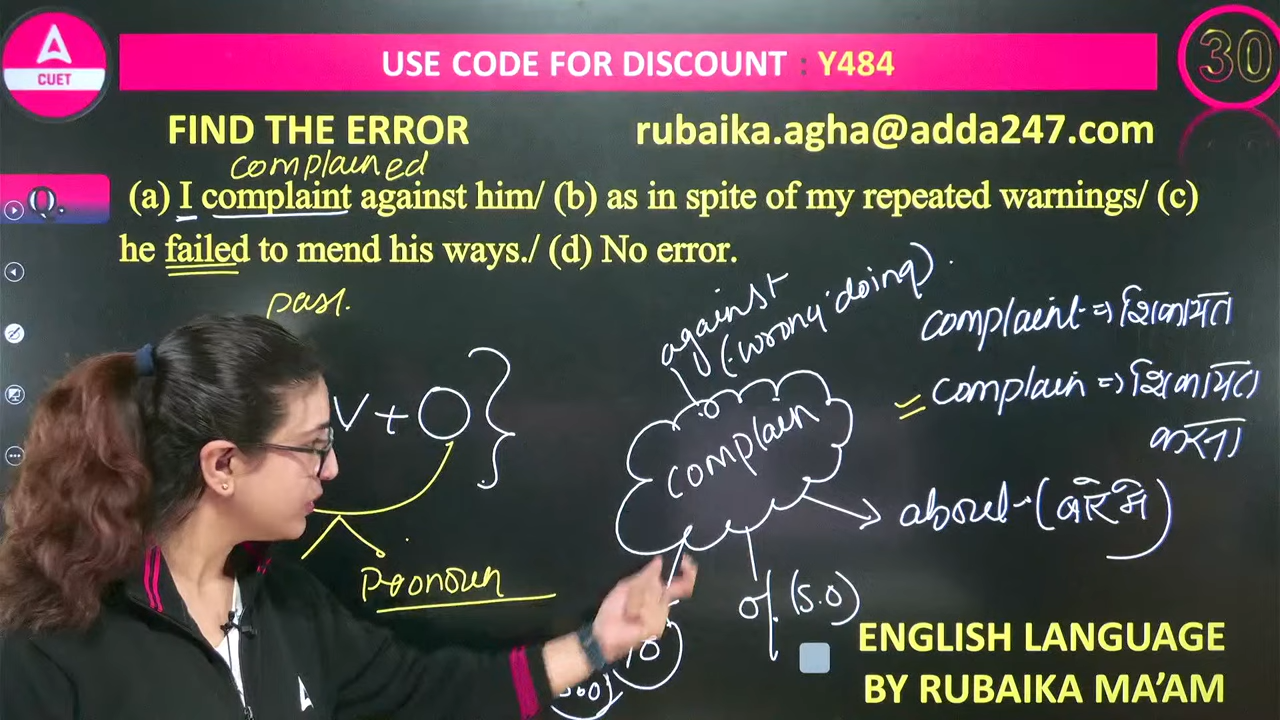 CUET
USE CODE FOR DISCOUNT : Y484
30
FIND THE ERROR
rubaika.agha@adda247.com
complained
Q.
(a) I complaint against him/ (b) as in spite of my repeated warnings/ (c)
he failed to mend his ways./ (d) No error.
past.
against
(wrong doing).
complaint ⇒ शिकायत
complain ⇒ शिकायत
करना
V + O }
complain
about → (बारे में)
Pronoun
of. (S.O)
to
ENGLISH LANGUAGE
BY RUBAIKA MA'AM